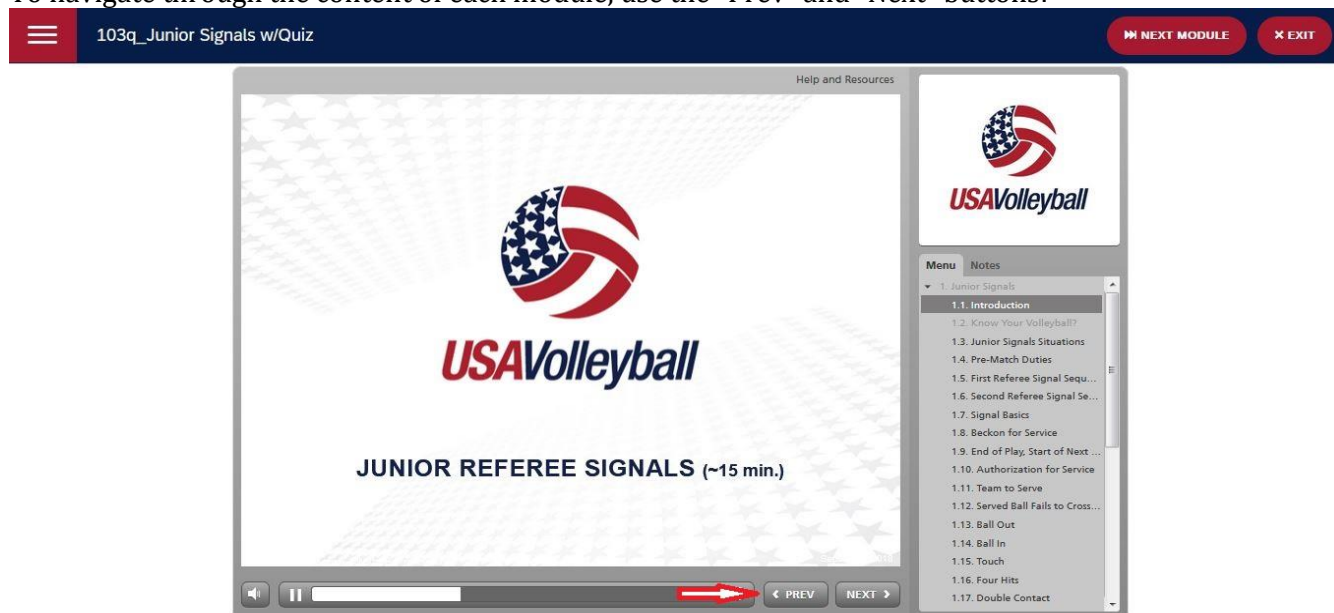 To navigate through the content of each module, use the "Prev" and "Next" buttons.
103q_Junior Signals w/Quiz
NEXT MODULE
EXIT
Help and Resources
USAVolleyball
JUNIOR REFEREE SIGNALS (~15 min.)
PREV
NEXT
USAVolleyball
Menu
Notes
1. Junior Signals
1.1. Introduction
1.2. Know Your Volleyball?
1.3. Junior Signals Situations
1.4. Pre-Match Duties
1.5. First Referee Signal Sequ...
1.6. Second Referee Signal Se...
1.7. Signal Basics
1.8. Beckon for Service
1.9. End of Play, Start of Next ...
1.10. Authorization for Service
1.11. Team to Serve
1.12. Served Ball Fails to Cross...
1.13. Ball Out
1.14. Ball In
1.15. Touch
1.16. Four Hits
1.17. Double Contact